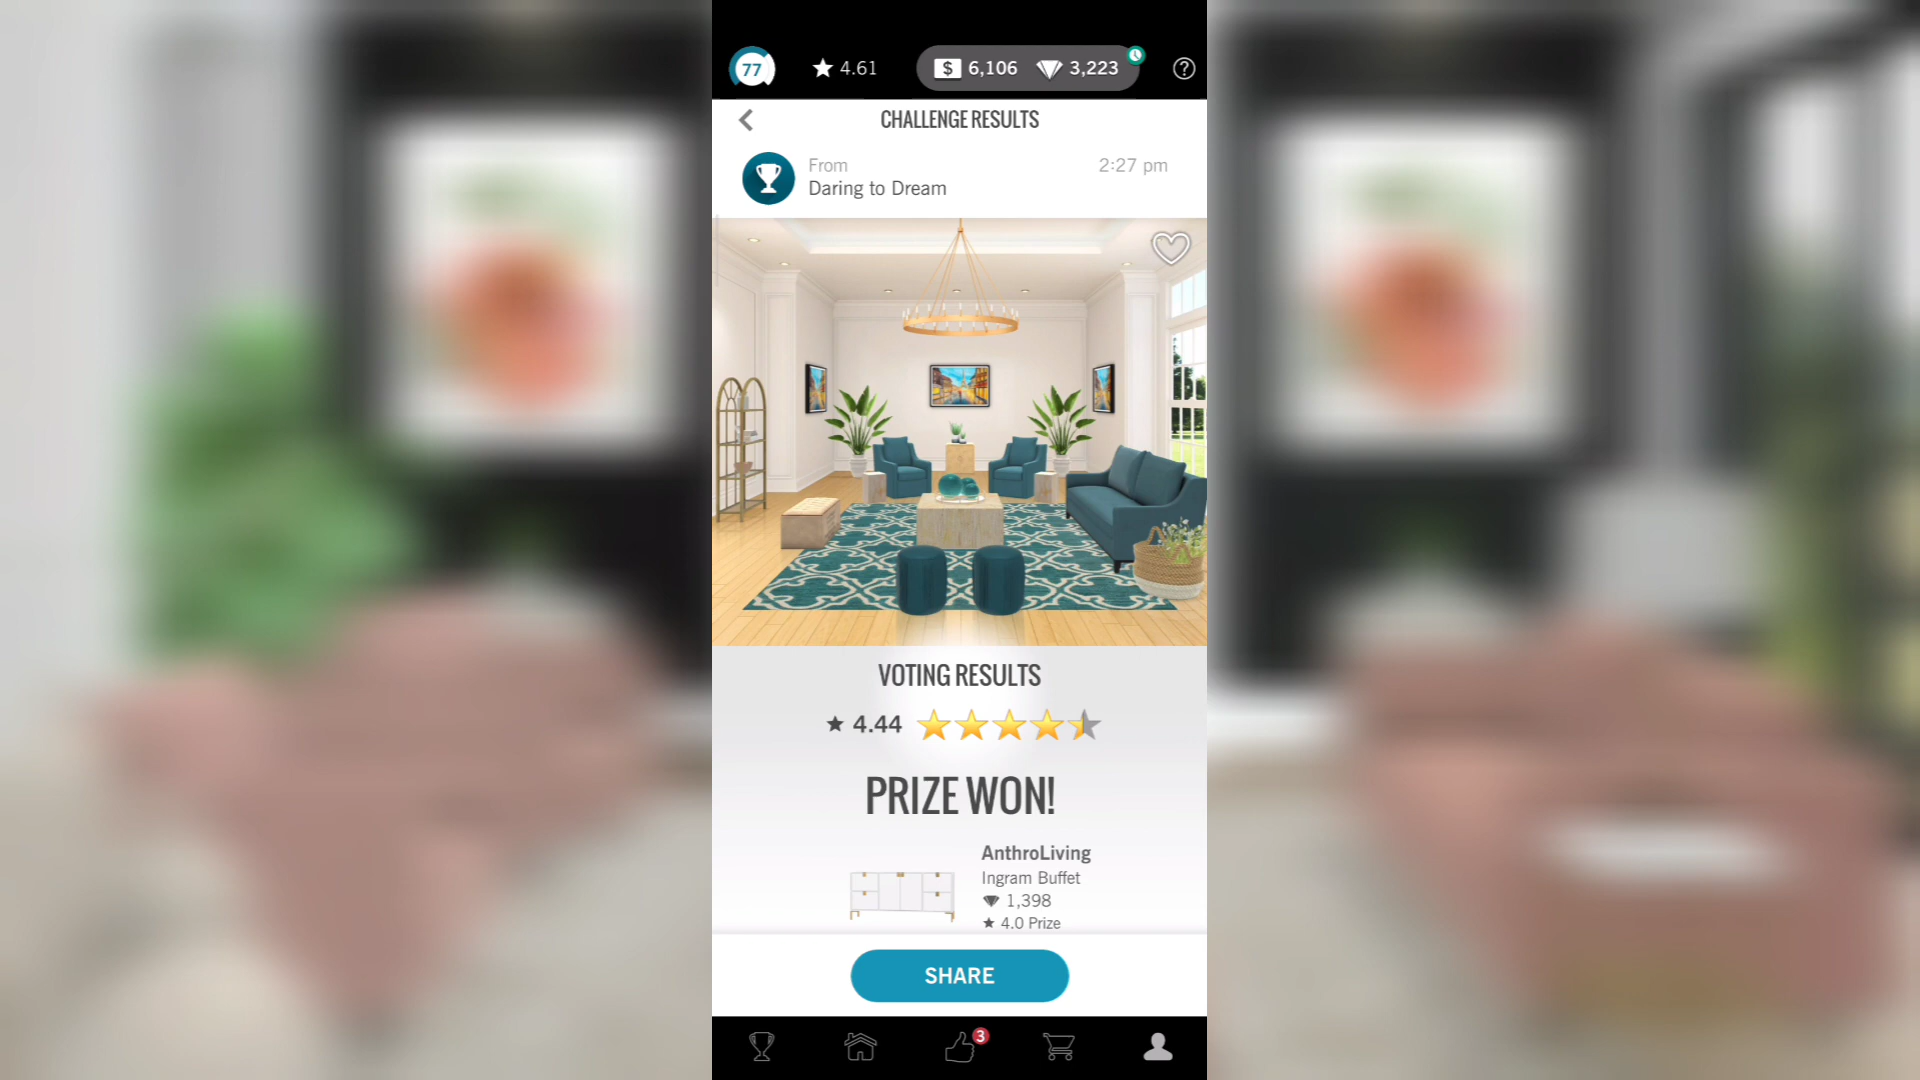 77
4.61
$ 6,106
3,223
?
CHALLENGE RESULTS
From
2:27 pm
Daring to Dream
VOTING RESULTS
4.44
PRIZE WON!
AnthroLiving
Ingram Buffet
1,398
4.0 Prize
SHARE
3